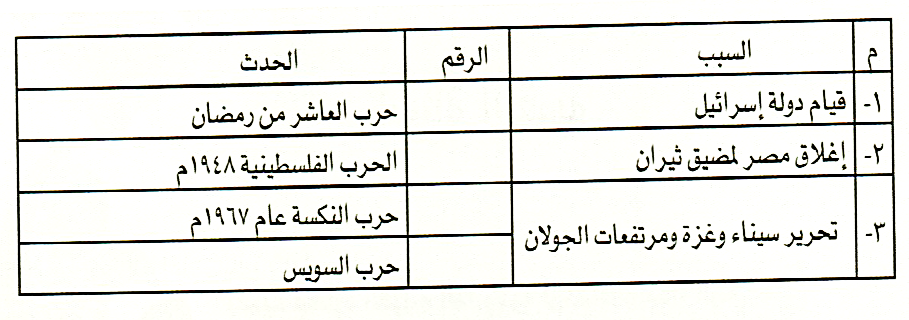 م السبب الرقم الحدث
١- قيام دولة إسرائيل حرب العاشر من رمضان
٢- إغلاق مصر لمضيق ثيران الحرب الفلسطينية ١٩٤٨م
٣- تحرير سيناء وغزة ومرتفعات الجولان حرب النكسة عام ١٩٦٧م
حرب السويس